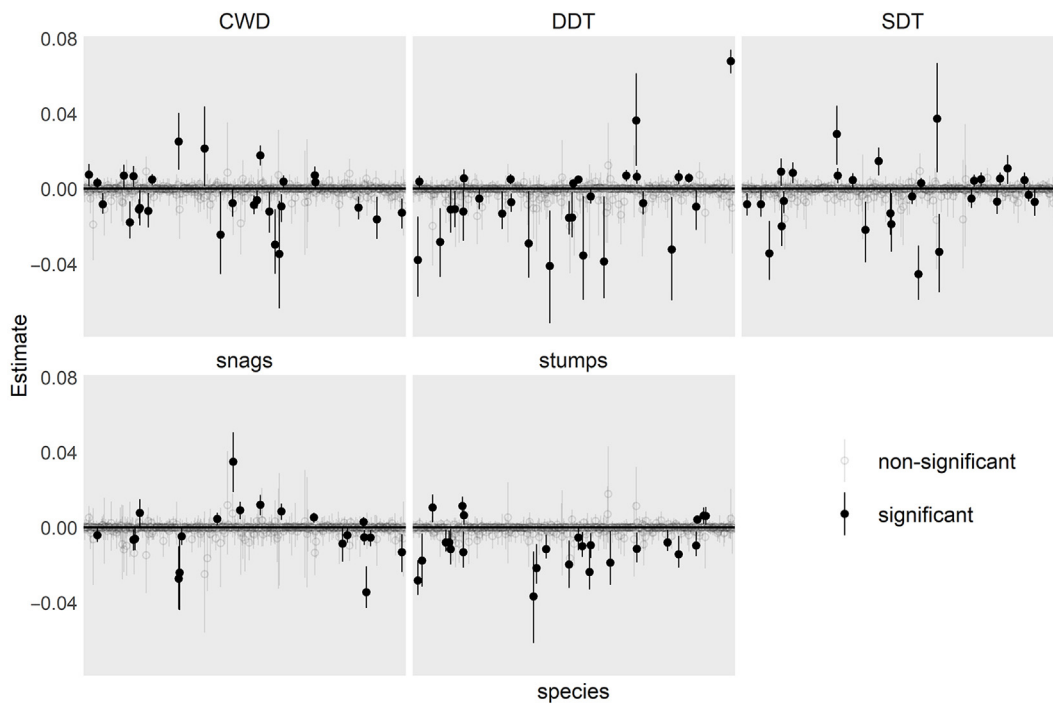 CWD
DDT
SDT
0.08
0.04
0.00
−0.04
Estimate
snags
stumps
0.08
0.04
0.00
−0.04
non-significant
significant
species